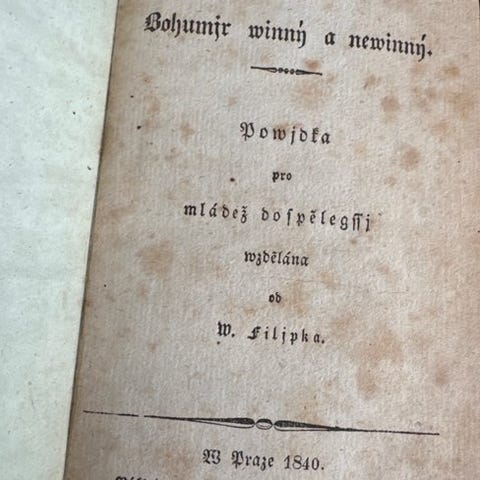 Bohumjr winný a newinný.
Powjdka
pro
mládež dospělegssj
wzdělána
od
W. Filjpka.
W Praze 1840.